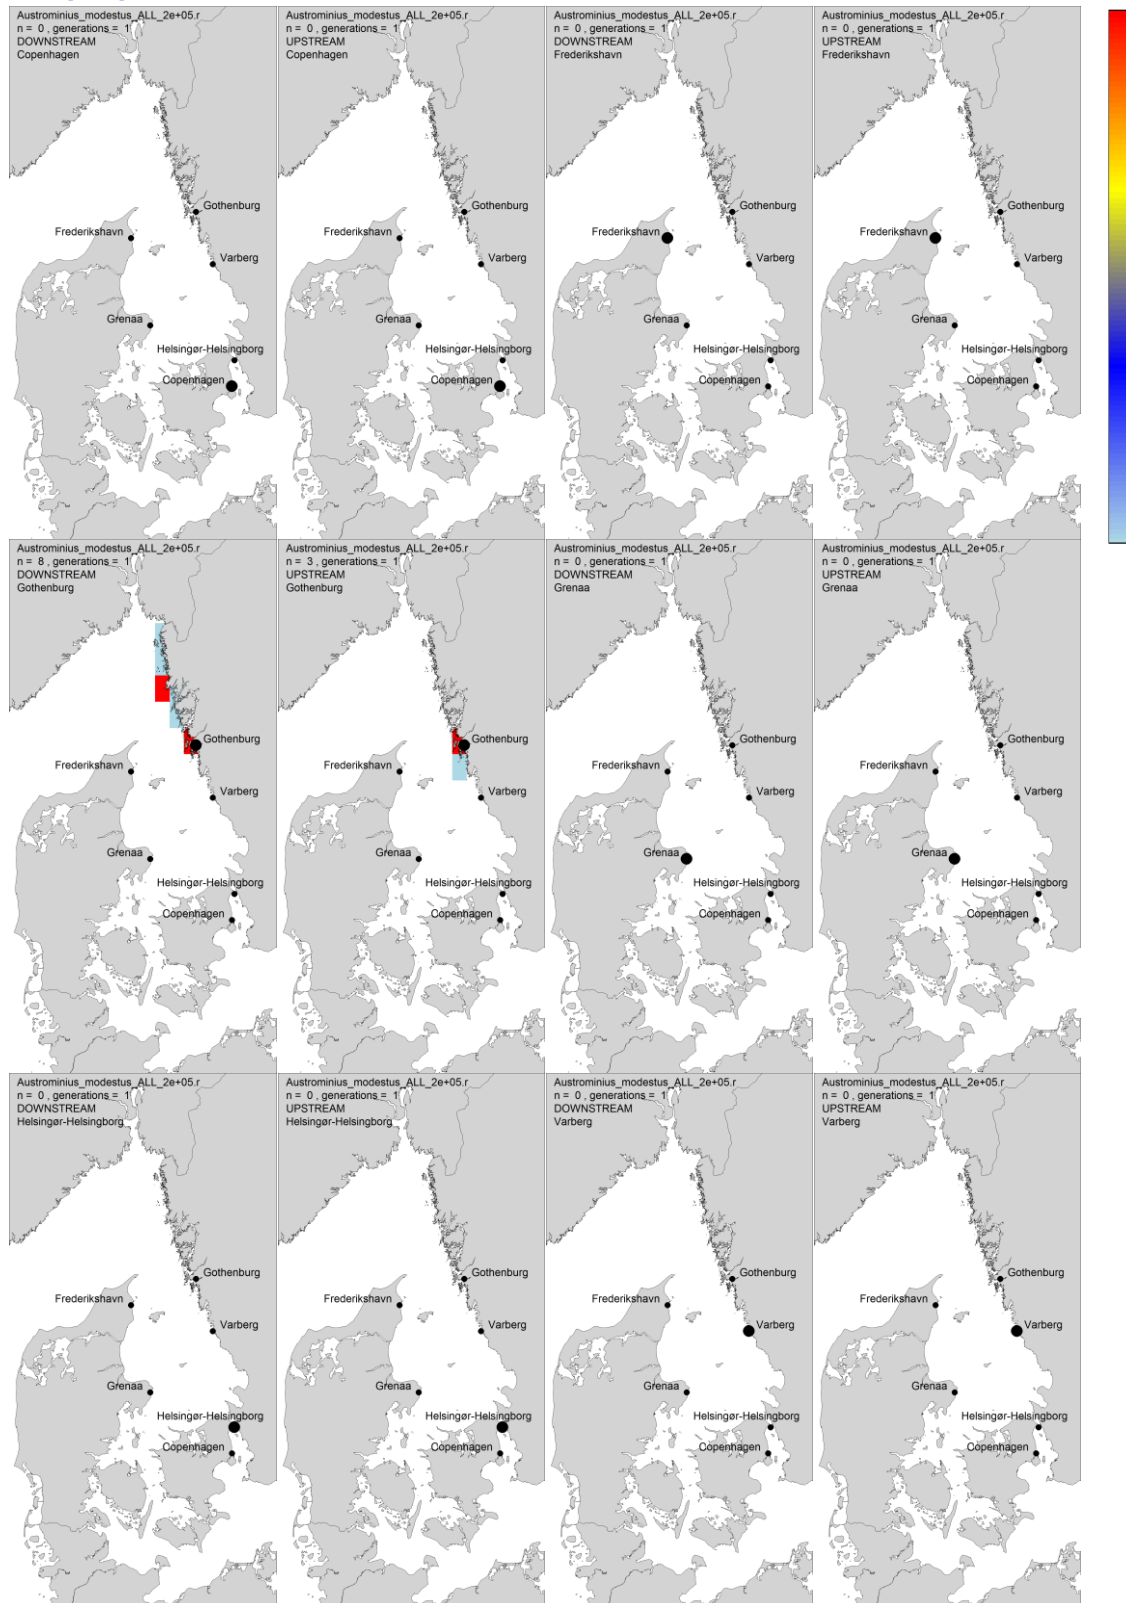 Austrominius_modestus_ALL_2e+05.r
n = 0 , generations = 1
DOWNSTREAM
Copenhagen
Gothenburg
Frederikshavn
Varberg
Grenaa
Helsingør-Helsingborg
Copenhagen
Austrominius_modestus_ALL_2e+05.r
n = 0 , generations = 1
UPSTREAM
Copenhagen
Gothenburg
Frederikshavn
Varberg
Grenaa
Helsingør-Helsingborg
Copenhagen
Austrominius_modestus_ALL_2e+05.r
n = 0 , generations = 1
DOWNSTREAM
Frederikshavn
Gothenburg
Frederikshavn
Varberg
Grenaa
Helsingør-Helsingborg
Copenhagen
Austrominius_modestus_ALL_2e+05.r
n = 0 , generations = 1
UPSTREAM
Frederikshavn
Gothenburg
Frederikshavn
Varberg
Grenaa
Helsingør-Helsingborg
Copenhagen
Austrominius_modestus_ALL_2e+05.r
n = 8 , generations = 1
DOWNSTREAM
Gothenburg
Gothenburg
Frederikshavn
Varberg
Grenaa
Helsingør-Helsingborg
Copenhagen
Austrominius_modestus_ALL_2e+05.r
n = 3 , generations = 1
UPSTREAM
Gothenburg
Gothenburg
Frederikshavn
Varberg
Grenaa
Helsingør-Helsingborg
Copenhagen
Austrominius_modestus_ALL_2e+05.r
n = 0 , generations = 1
DOWNSTREAM
Grenaa
Gothenburg
Frederikshavn
Varberg
Grenaa
Helsingør-Helsingborg
Copenhagen
Austrominius_modestus_ALL_2e+05.r
n = 0 , generations = 1
UPSTREAM
Grenaa
Gothenburg
Frederikshavn
Varberg
Grenaa
Helsingør-Helsingborg
Copenhagen
Austrominius_modestus_ALL_2e+05.r
n = 0 , generations = 1
DOWNSTREAM
Helsingør-Helsingborg
Gothenburg
Frederikshavn
Varberg
Grenaa
Helsingør-Helsingborg
Copenhagen
Austrominius_modestus_ALL_2e+05.r
n = 0 , generations = 1
UPSTREAM
Helsingør-Helsingborg
Gothenburg
Frederikshavn
Varberg
Grenaa
Helsingør-Helsingborg
Copenhagen
Austrominius_modestus_ALL_2e+05.r
n = 0 , generations = 1
DOWNSTREAM
Varberg
Gothenburg
Frederikshavn
Varberg
Grenaa
Helsingør-Helsingborg
Copenhagen
Austrominius_modestus_ALL_2e+05.r
n = 0 , generations = 1
UPSTREAM
Varberg
Gothenburg
Frederikshavn
Varberg
Grenaa
Helsingør-Helsingborg
Copenhagen